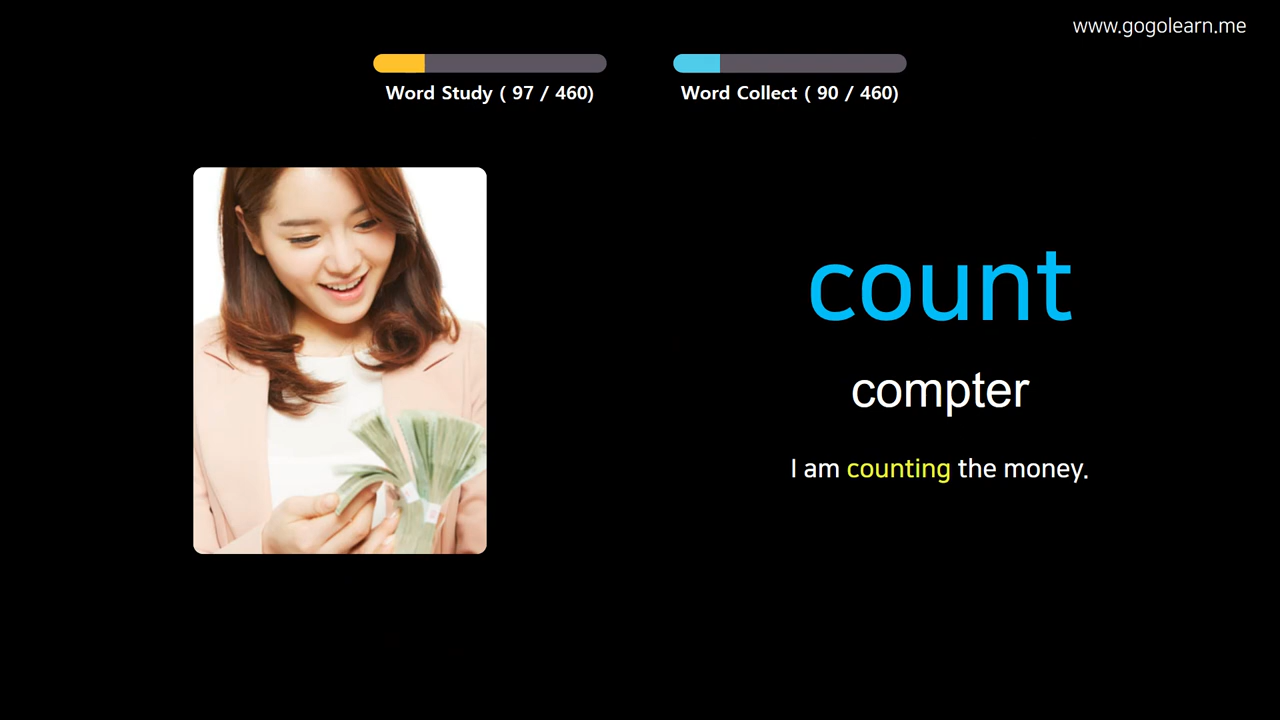 www.gogolearn.me
Word Study ( 97 / 460)
Word Collect ( 90 / 460)
count
compter
I am counting the money.